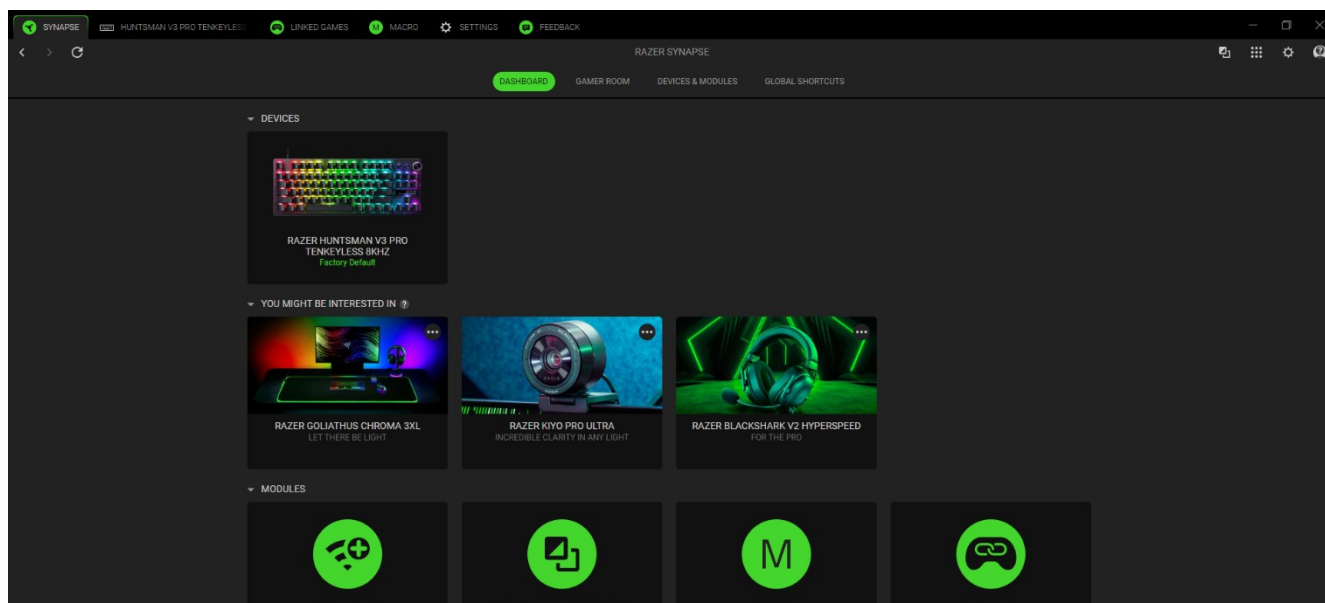 SYNAPSE
HUNTSMAN V3 PRO TENKEYLES
LINKED GAMES
M
MACRO
SETTINGS
FEEDBACK
RAZER SYNAPSE
DASHBOARD
GAMER ROOM
DEVICES & MODULES
GLOBAL SHORTCUTS
DEVICES
RAZER HUNTSMAN V3 PRO
TENKEYLESS 8KHZ
Factory Default
YOU MIGHT BE INTERESTED IN ?
RAZER GOLIATHUS CHROMA 3XL
LET THERE BE LIGHT
RAZER KIYO PRO ULTRA
INCREDIBLE CLARITY IN ANY LIGHT
RAZER BLACKSHARK V2 HYPERSPEED
FOR THE PRO
MODULES
M